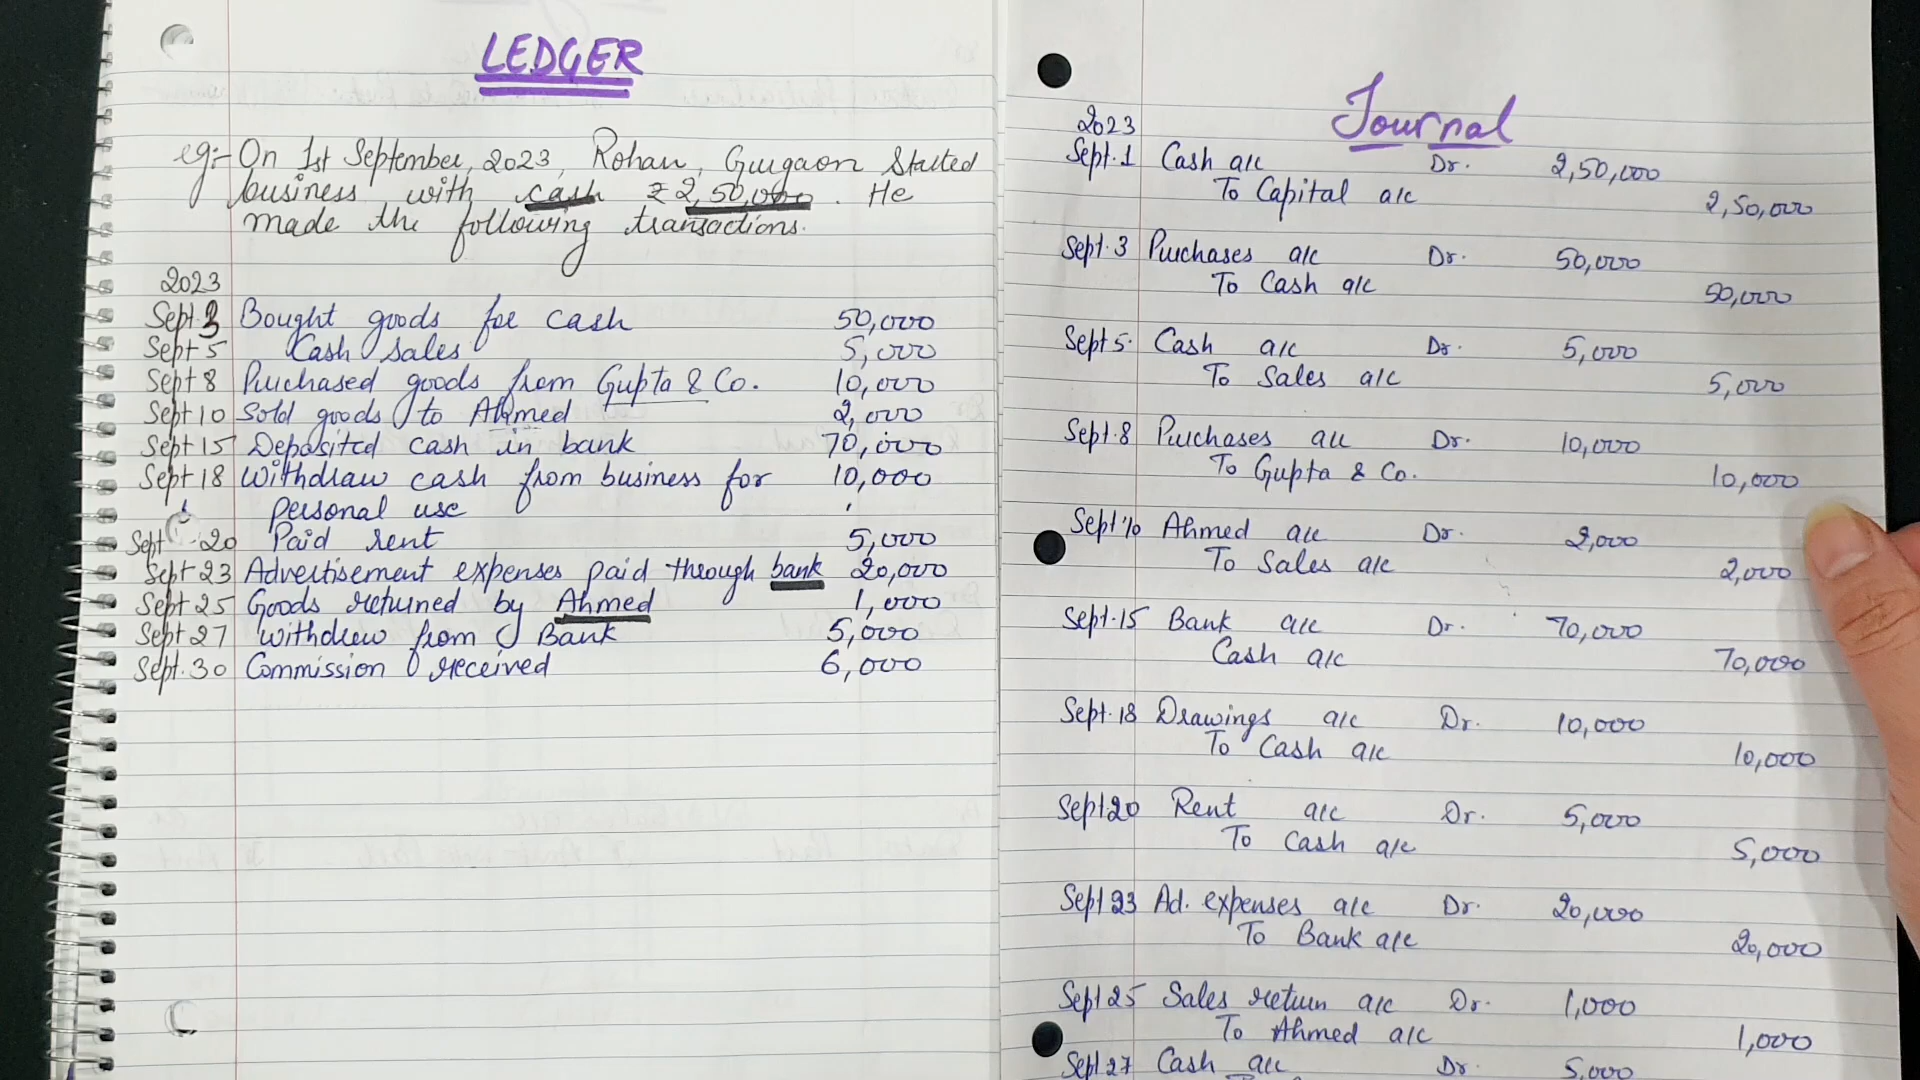 LEDGER
eg:- On 1st September, 2023, Rohan, Gurgaon started
business with cash ₹ 2,50,000. He
made the following transactions.
2023
Sept 3 Bought goods for cash 50,000
Sept 5 Cash sales 5,000
Sept 8 Purchased goods from Gupta & Co. 10,000
Sept 10 Sold goods to Ahmed 2,000
Sept 15 Deposited cash in bank 70,000
Sept 18 Withdraw cash from business for 10,000
personal use
Sept 20 Paid rent 5,000
Sept 23 Advertisement expenses paid through bank 20,000
Sept 25 Goods returned by Ahmed 1,000
Sept 27 withdrew from Bank 5,000
Sept. 30 Commission received 6,000
Journal
2023
Sept. 1 Cash a/c Dr. 2,50,000
To Capital a/c 2,50,000
Sept. 3 Purchases a/c Dr. 50,000
To Cash a/c 50,000
Sept 5. Cash a/c Dr. 5,000
To Sales a/c 5,000
Sept. 8 Purchases a/c Dr. 10,000
To Gupta & Co. 10,000
Sept 10 Ahmed a/c Dr. 2,000
To Sales a/c 2,000
Sept. 15 Bank a/c Dr. 70,000
Cash a/c 70,000
Sept. 18 Drawings a/c Dr. 10,000
To Cash a/c 10,000
Sept 20 Rent a/c Dr. 5,000
To Cash a/c 5,000
Sept 23 Ad. expenses a/c Dr. 20,000
To Bank a/c 20,000
Sept 25 Sales return a/c Dr. 1,000
To Ahmed a/c 1,000
Sept 27 Cash a/c Dr 5,000